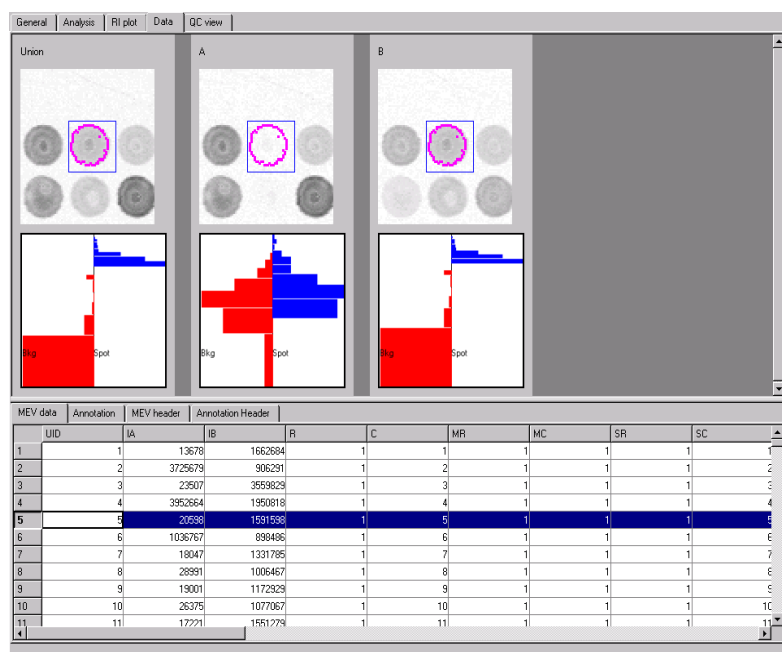 General Analysis RI plot Data QC view
Union A B
Bkg Spot Bkg Spot Bkg Spot
MEV data Annotation MEV header Annotation Header
UID IA IB R C MR MC SR SC
1 1 13678 1662684 1 1 1 1 1 1
2 2 3725679 906291 1 2 1 1 1 2
3 3 23507 3559829 1 3 1 1 1 3
4 4 3952664 1950818 1 4 1 1 1 4
5 5 20598 1591598 1 5 1 1 1 5
6 6 1036767 898486 1 6 1 1 1 6
7 7 18047 1331785 1 7 1 1 1 7
8 8 28991 1006467 1 8 1 1 1 8
9 9 19001 1172929 1 9 1 1 1 9
10 10 26375 1077067 1 10 1 1 1 10
11 11 17221 1551279 1 11 1 1 1 11